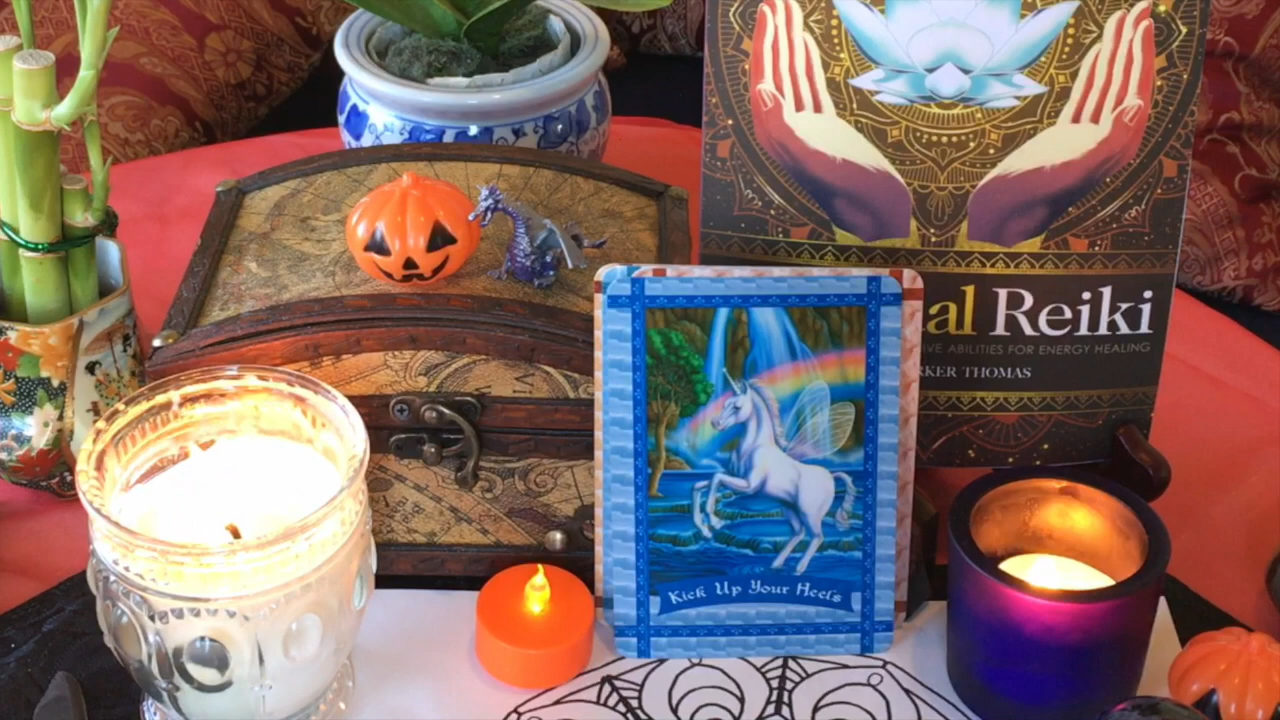 al Reiki
IVE ABILITIES FOR ENERGY HEALING
RKER THOMAS
Kick Up Your Heels